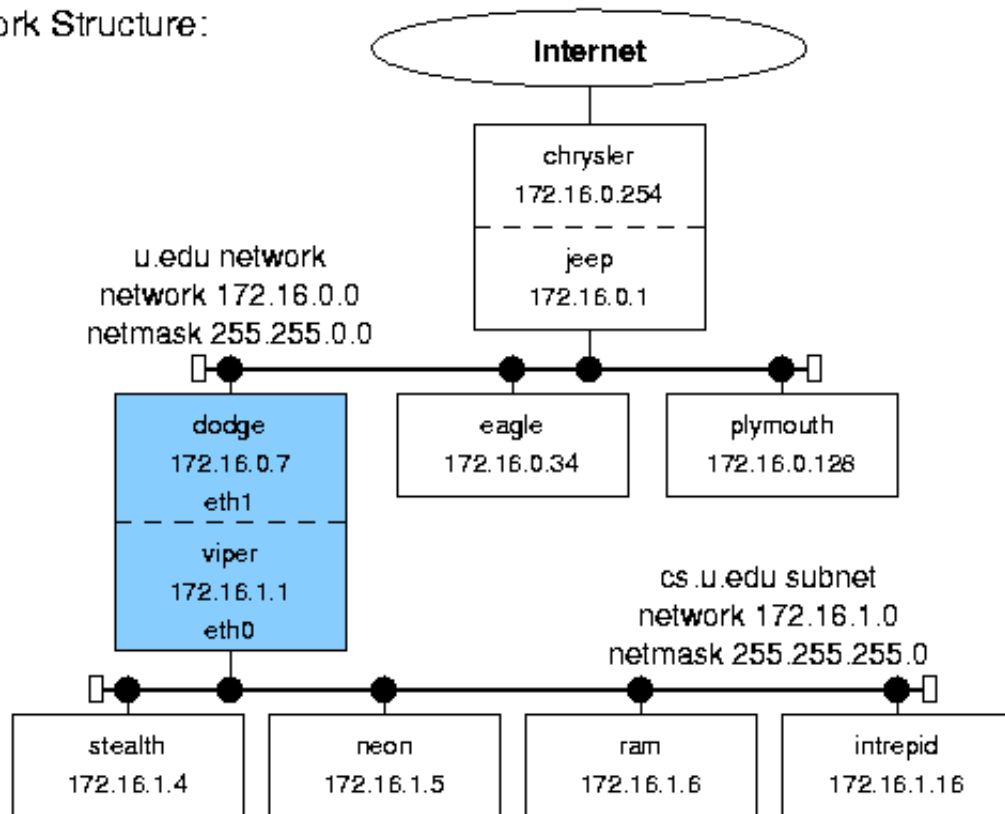 ork Structure:
Internet
chrysler
172.16.0.254
jeep
172.16.0.1
u.edu network
network 172.16.0.0
netmask 255.255.0.0
dodge
172.16.0.7
eth1
viper
172.16.1.1
eth0
eagle
172.16.0.34
plymouth
172.16.0.128
cs.u.edu subnet
network 172.16.1.0
netmask 255.255.255.0
stealth
172.16.1.4
neon
172.16.1.5
ram
172.16.1.6
intrepid
172.16.1.16